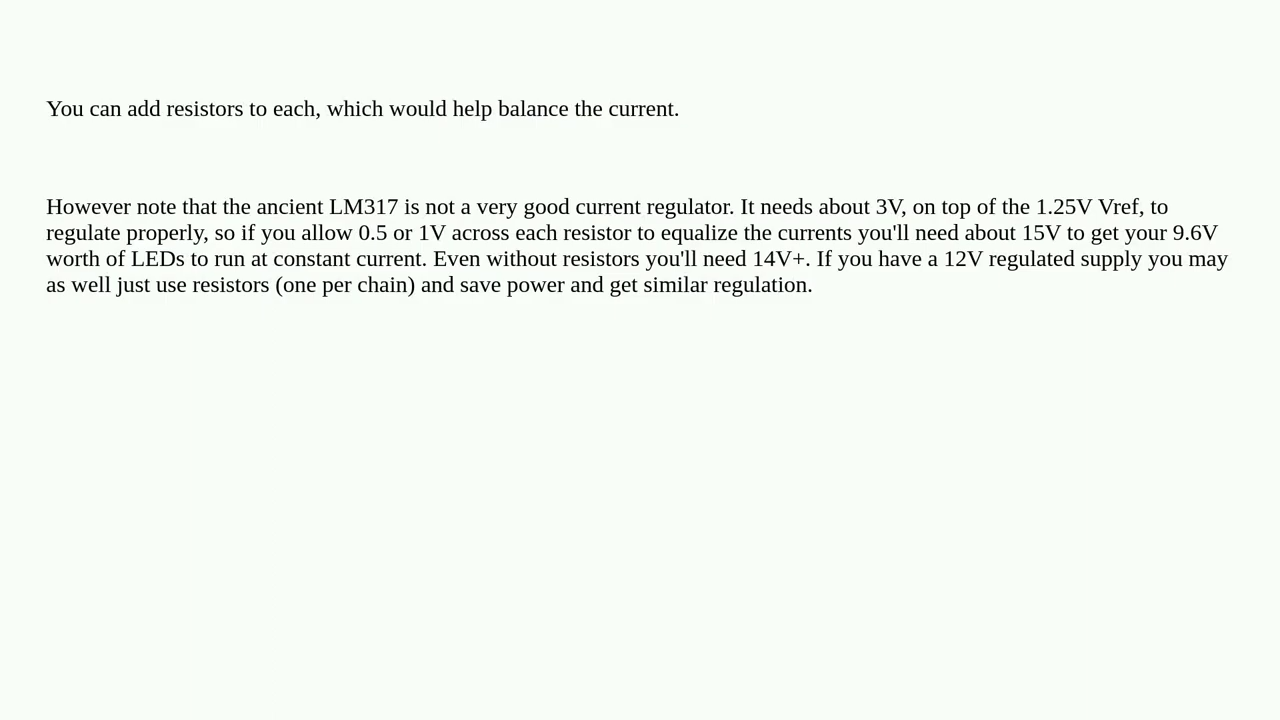 You can add resistors to each, which would help balance the current.
However note that the ancient LM317 is not a very good current regulator. It needs about 3V, on top of the 1.25V Vref, to
regulate properly, so if you allow 0.5 or 1V across each resistor to equalize the currents you'll need about 15V to get your 9.6V
worth of LEDs to run at constant current. Even without resistors you'll need 14V+. If you have a 12V regulated supply you may
as well just use resistors (one per chain) and save power and get similar regulation.